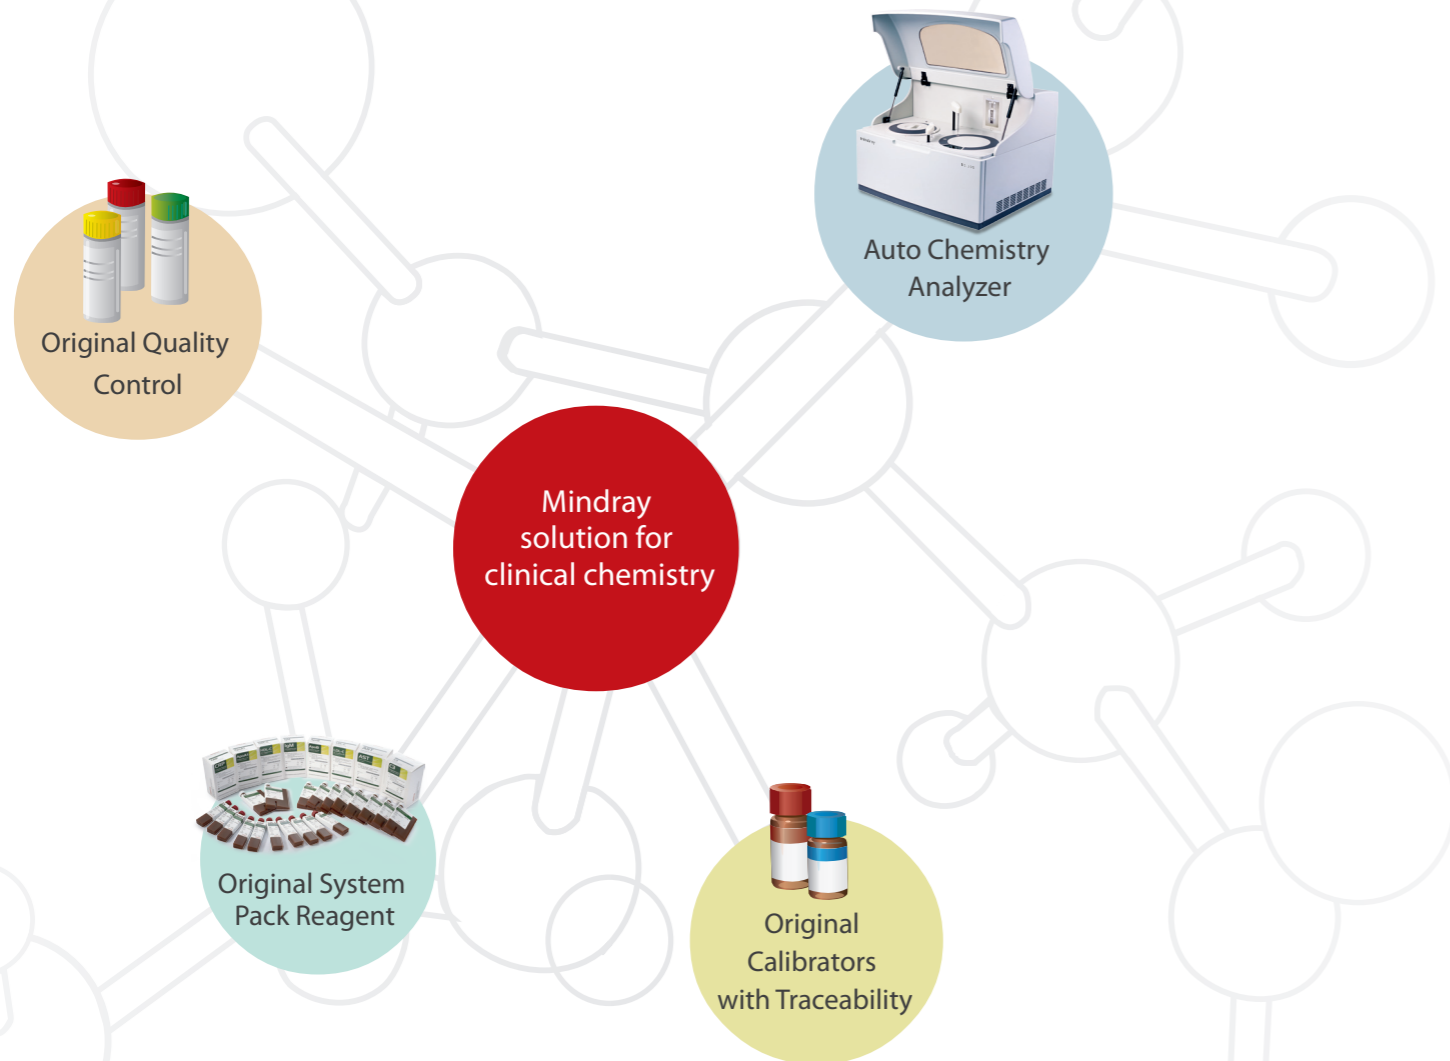 Auto Chemistry
Analyzer
Original Quality
Control
Mindray
solution for
clinical chemistry
Original System
Pack Reagent
Original
Calibrators
with Traceability